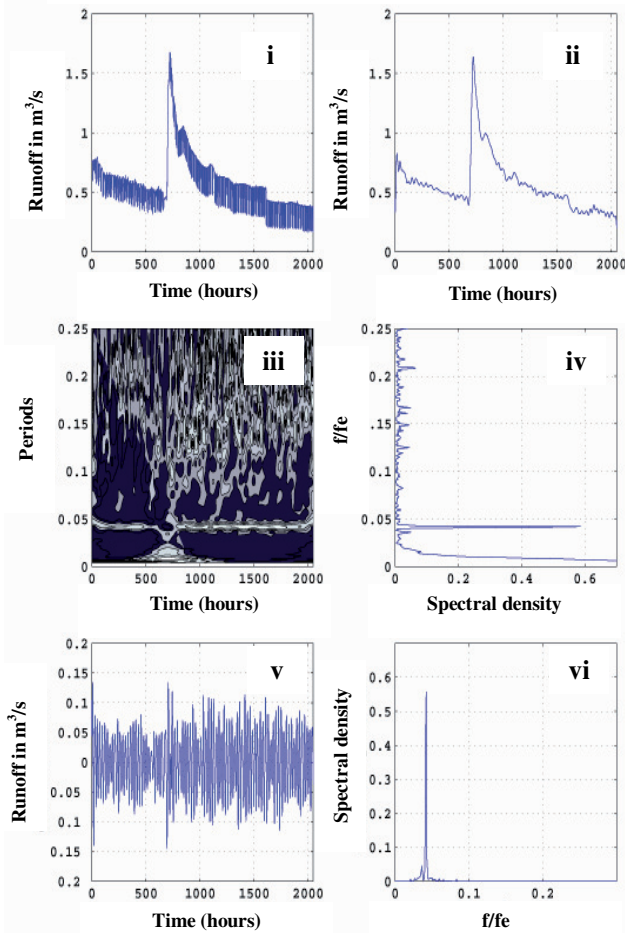 i
Runoff in m³/s
2
1.5
1
0.5
0
0 500 1000 1500 2000
Time (hours)
ii
Runoff in m³/s
2
1.5
1
0.5
0
0 500 1000 1500 2000
Time (hours)
iii
Periods
0.25
0.2
0.15
0.1
0.05
0
0 500 1000 1500 2000
Time (hours)
iv
f/fe
0.25
0.2
0.15
0.1
0.05
0
0 0.2 0.4 0.6
Spectral density
v
Runoff in m³/s
0.2
0.15
0.1
0.05
0
0.05
0.1
0.15
0.2
0 500 1000 1500 2000
Time (hours)
vi
Spectral density
0.6
0.5
0.4
0.3
0.2
0.1
0
0 0.1 0.2
f/fe